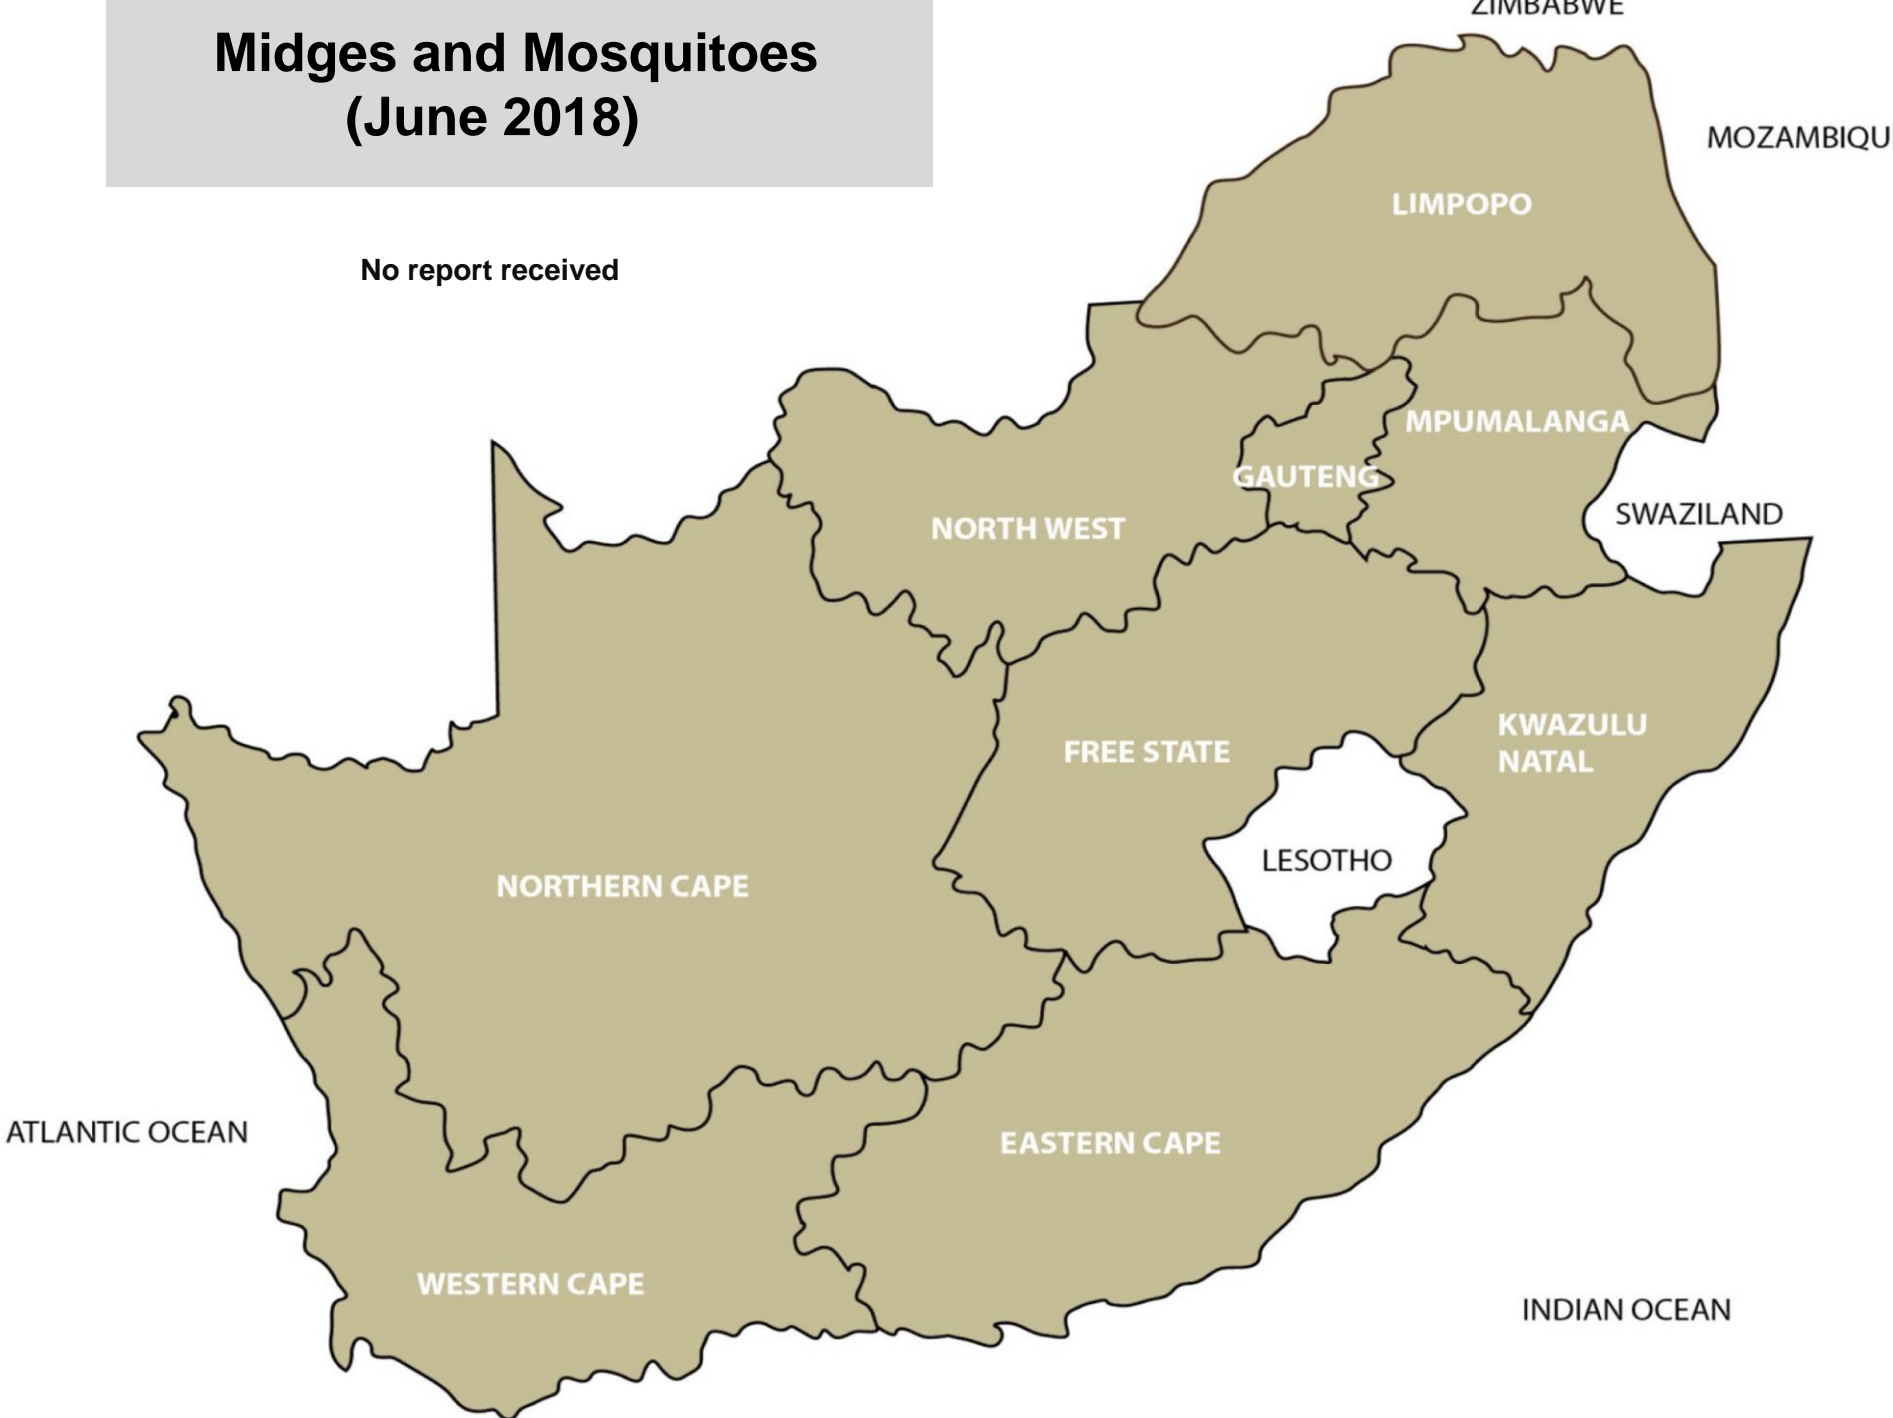 ZIMBABWE
Midges and Mosquitoes
(June 2018)
MOZAMBIQU
LIMPOPO
No report received
MPUMALANGA
GAUTENG
SWAZILAND
NORTH WEST
KWAZULU
NATAL
FREE STATE
LESOTHO
NORTHERN CAPE
ATLANTIC OCEAN
EASTERN CAPE
WESTERN CAPE
INDIAN OCEAN